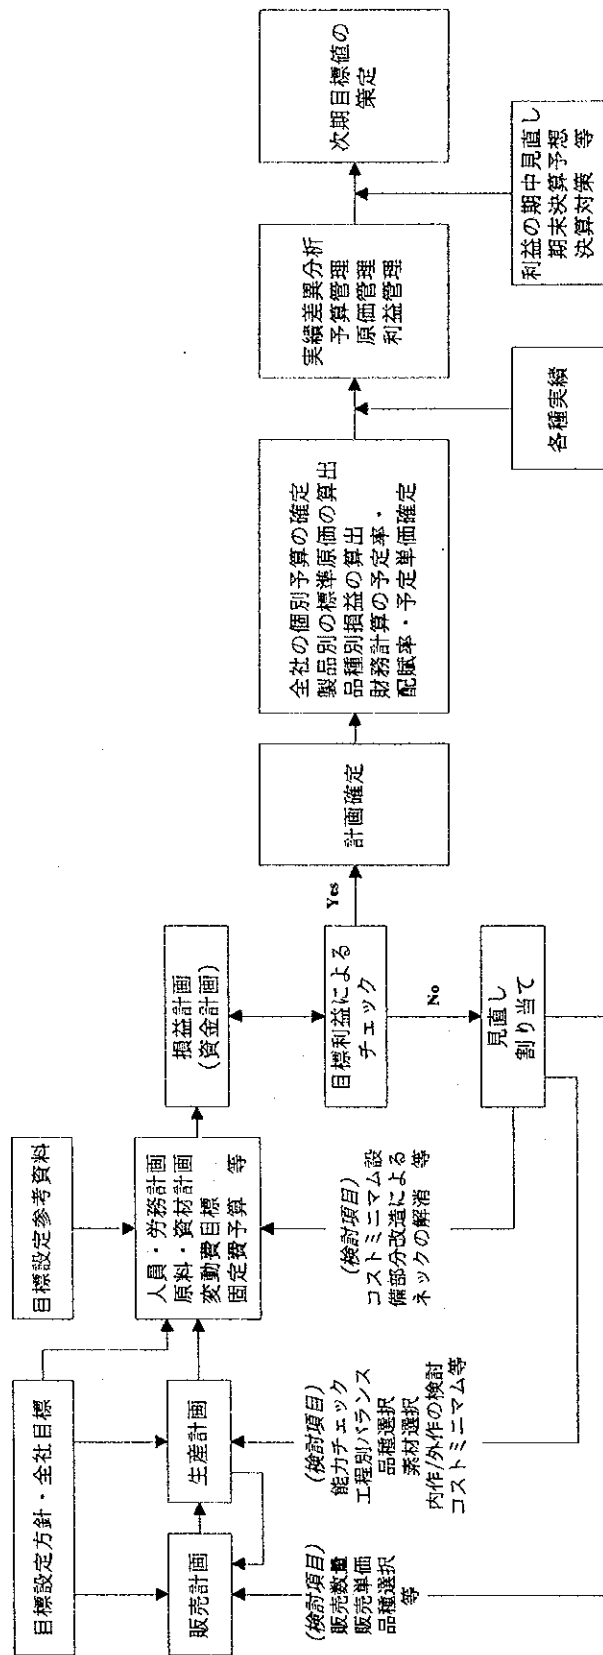 目標設定方針・全社目標
目標設定参考資料
販売計画
生産計画
人員・労務計画
原料・資材計画
変動費目標
固定費予算 等
損益計画
(資金計画)
(検討項目)
販売数量
販売単価
品種選択
等
(検討項目)
能力チェック
工程別バランス
品種選択
素材選択
内作/外作の検討
コストミニマム等
(検討項目)
コストミニマム設
備部分改造による
ネックの解消 等
目標利益による
チェック
Yes
No
見直し
割り当て
計画確定
全社の個別予算の確定
製品別の標準原価の算出
品種別損益の算出
財務計算の予定率・
配賦率・予定単価確定
各種実績
実績差異分析
予算管理
原価管理
利益管理
利益の期中見直し
期末決算予想
決算対策 等
次期目標値の
策定